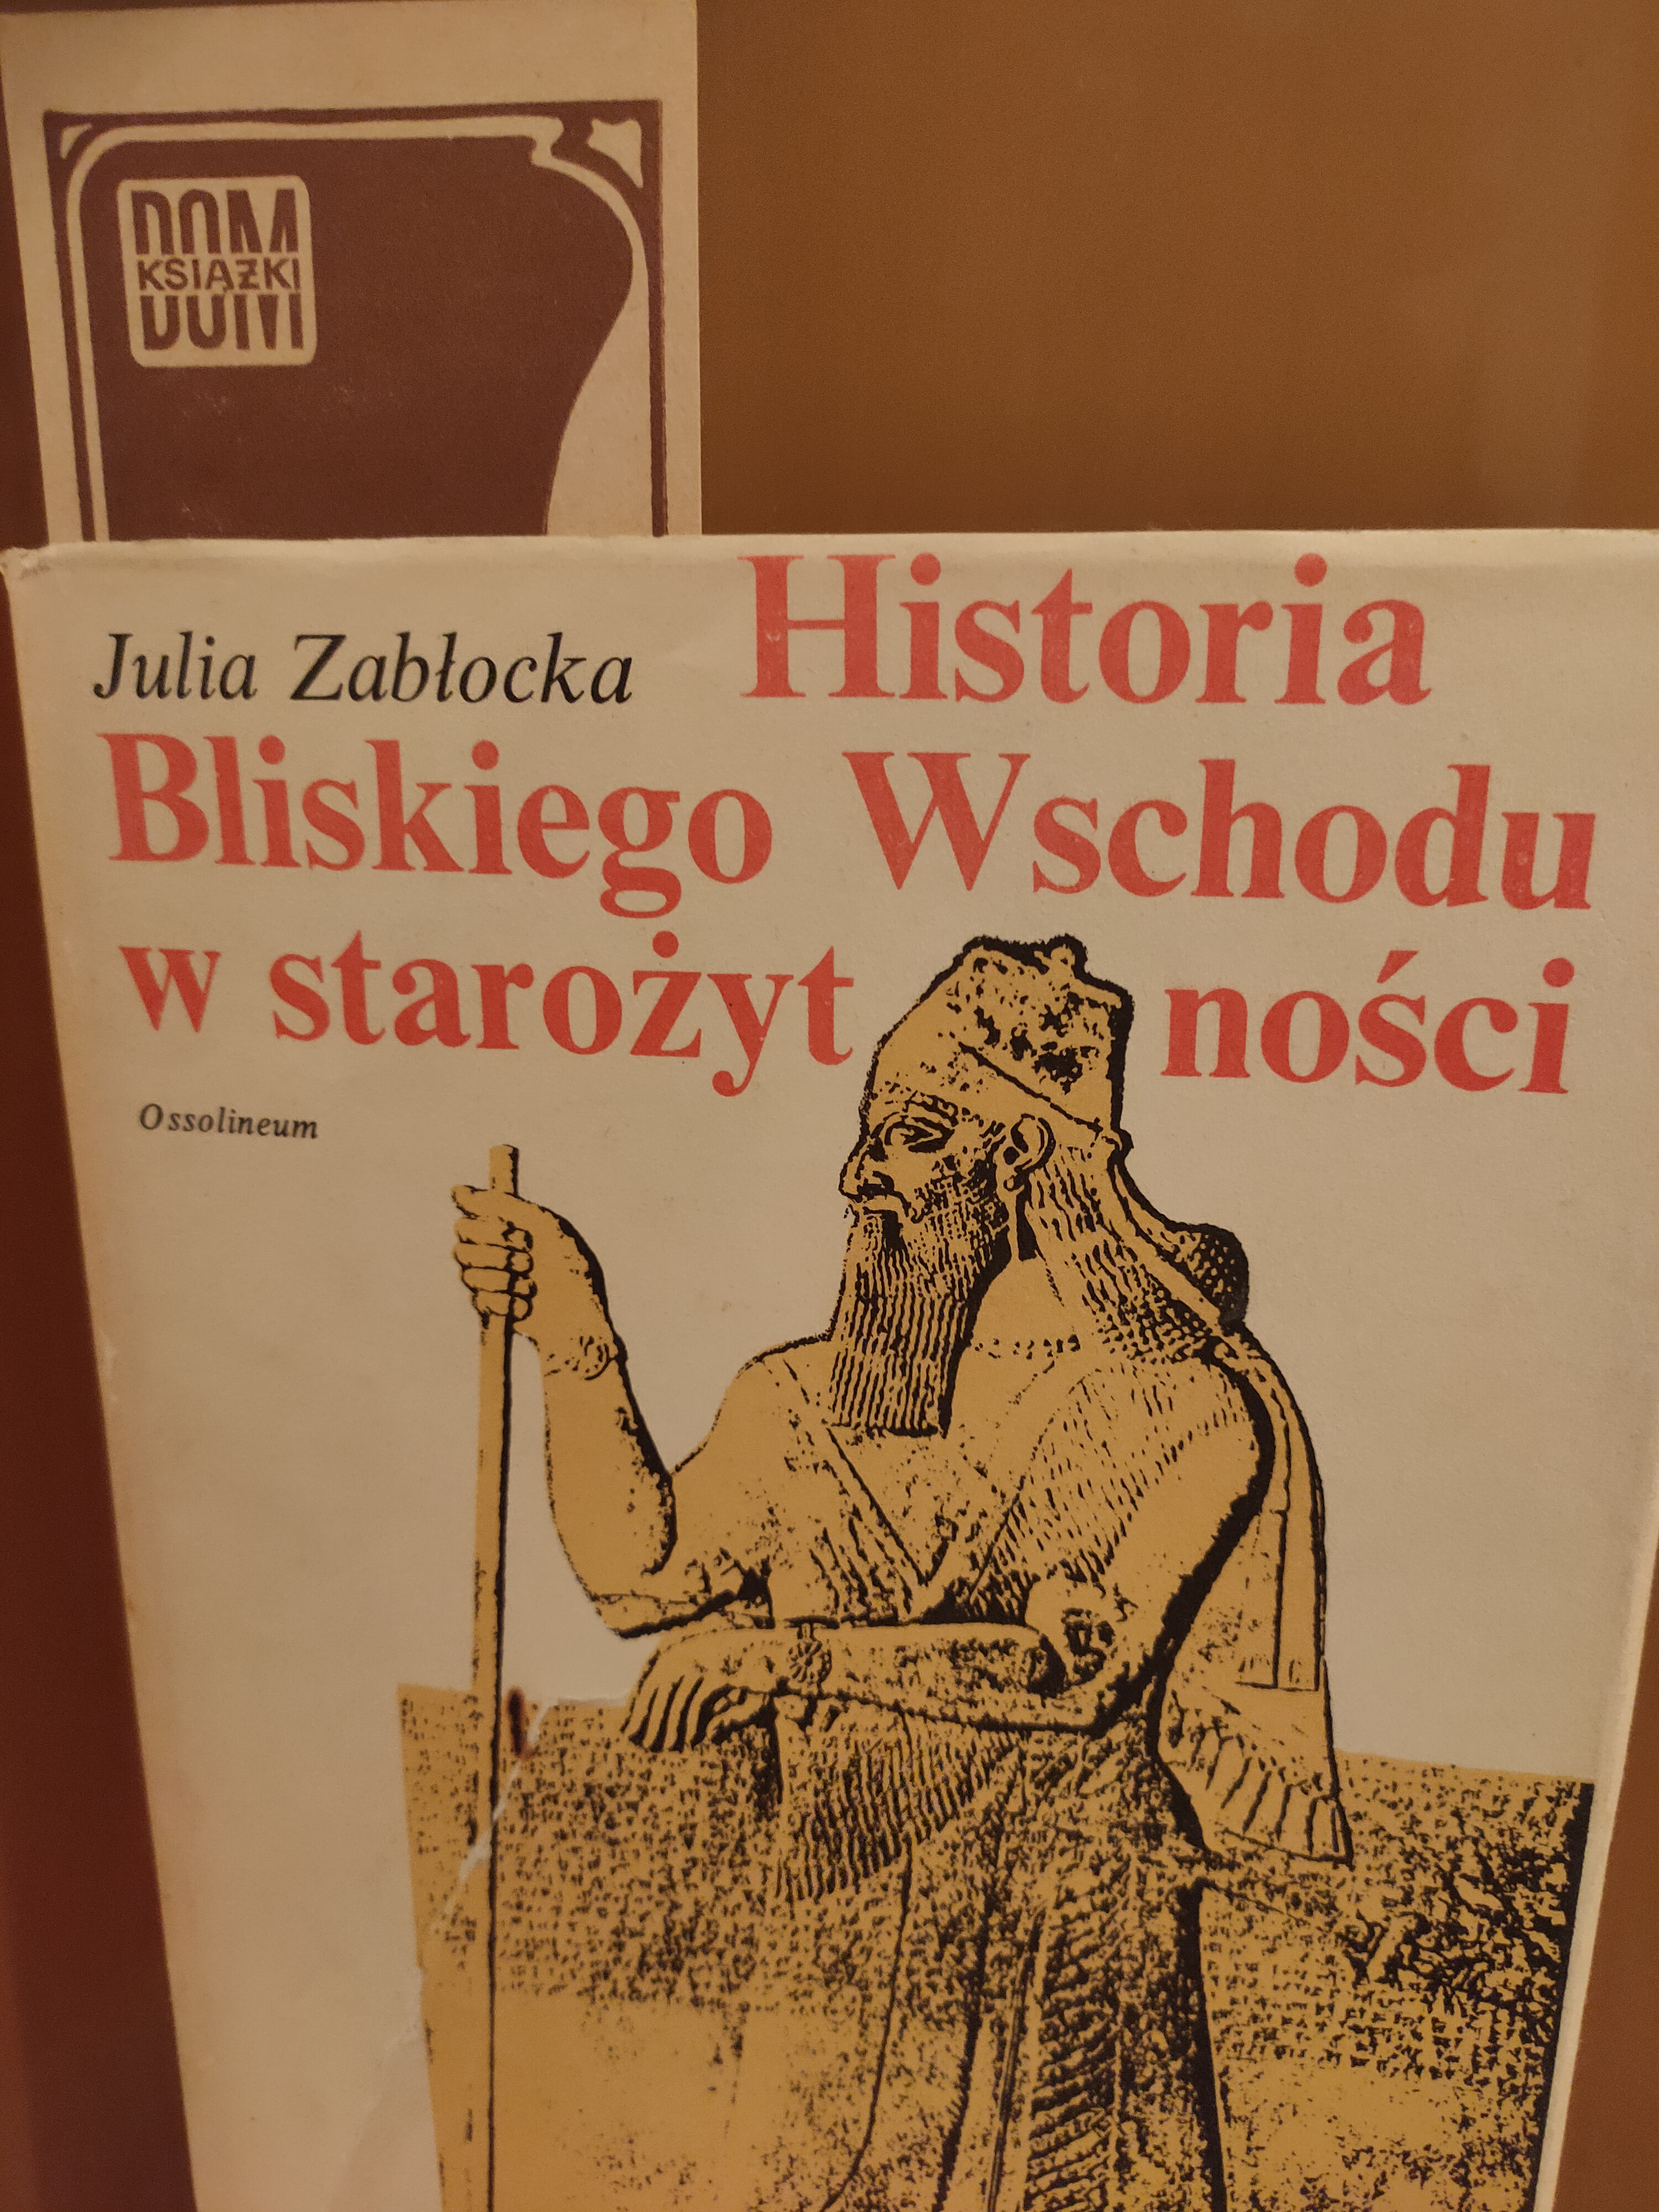 DOM
KSIĄŻKI
DOM
Julia Zabłocka Historia
Bliskiego Wschodu
w starożyt ności
Ossolineum